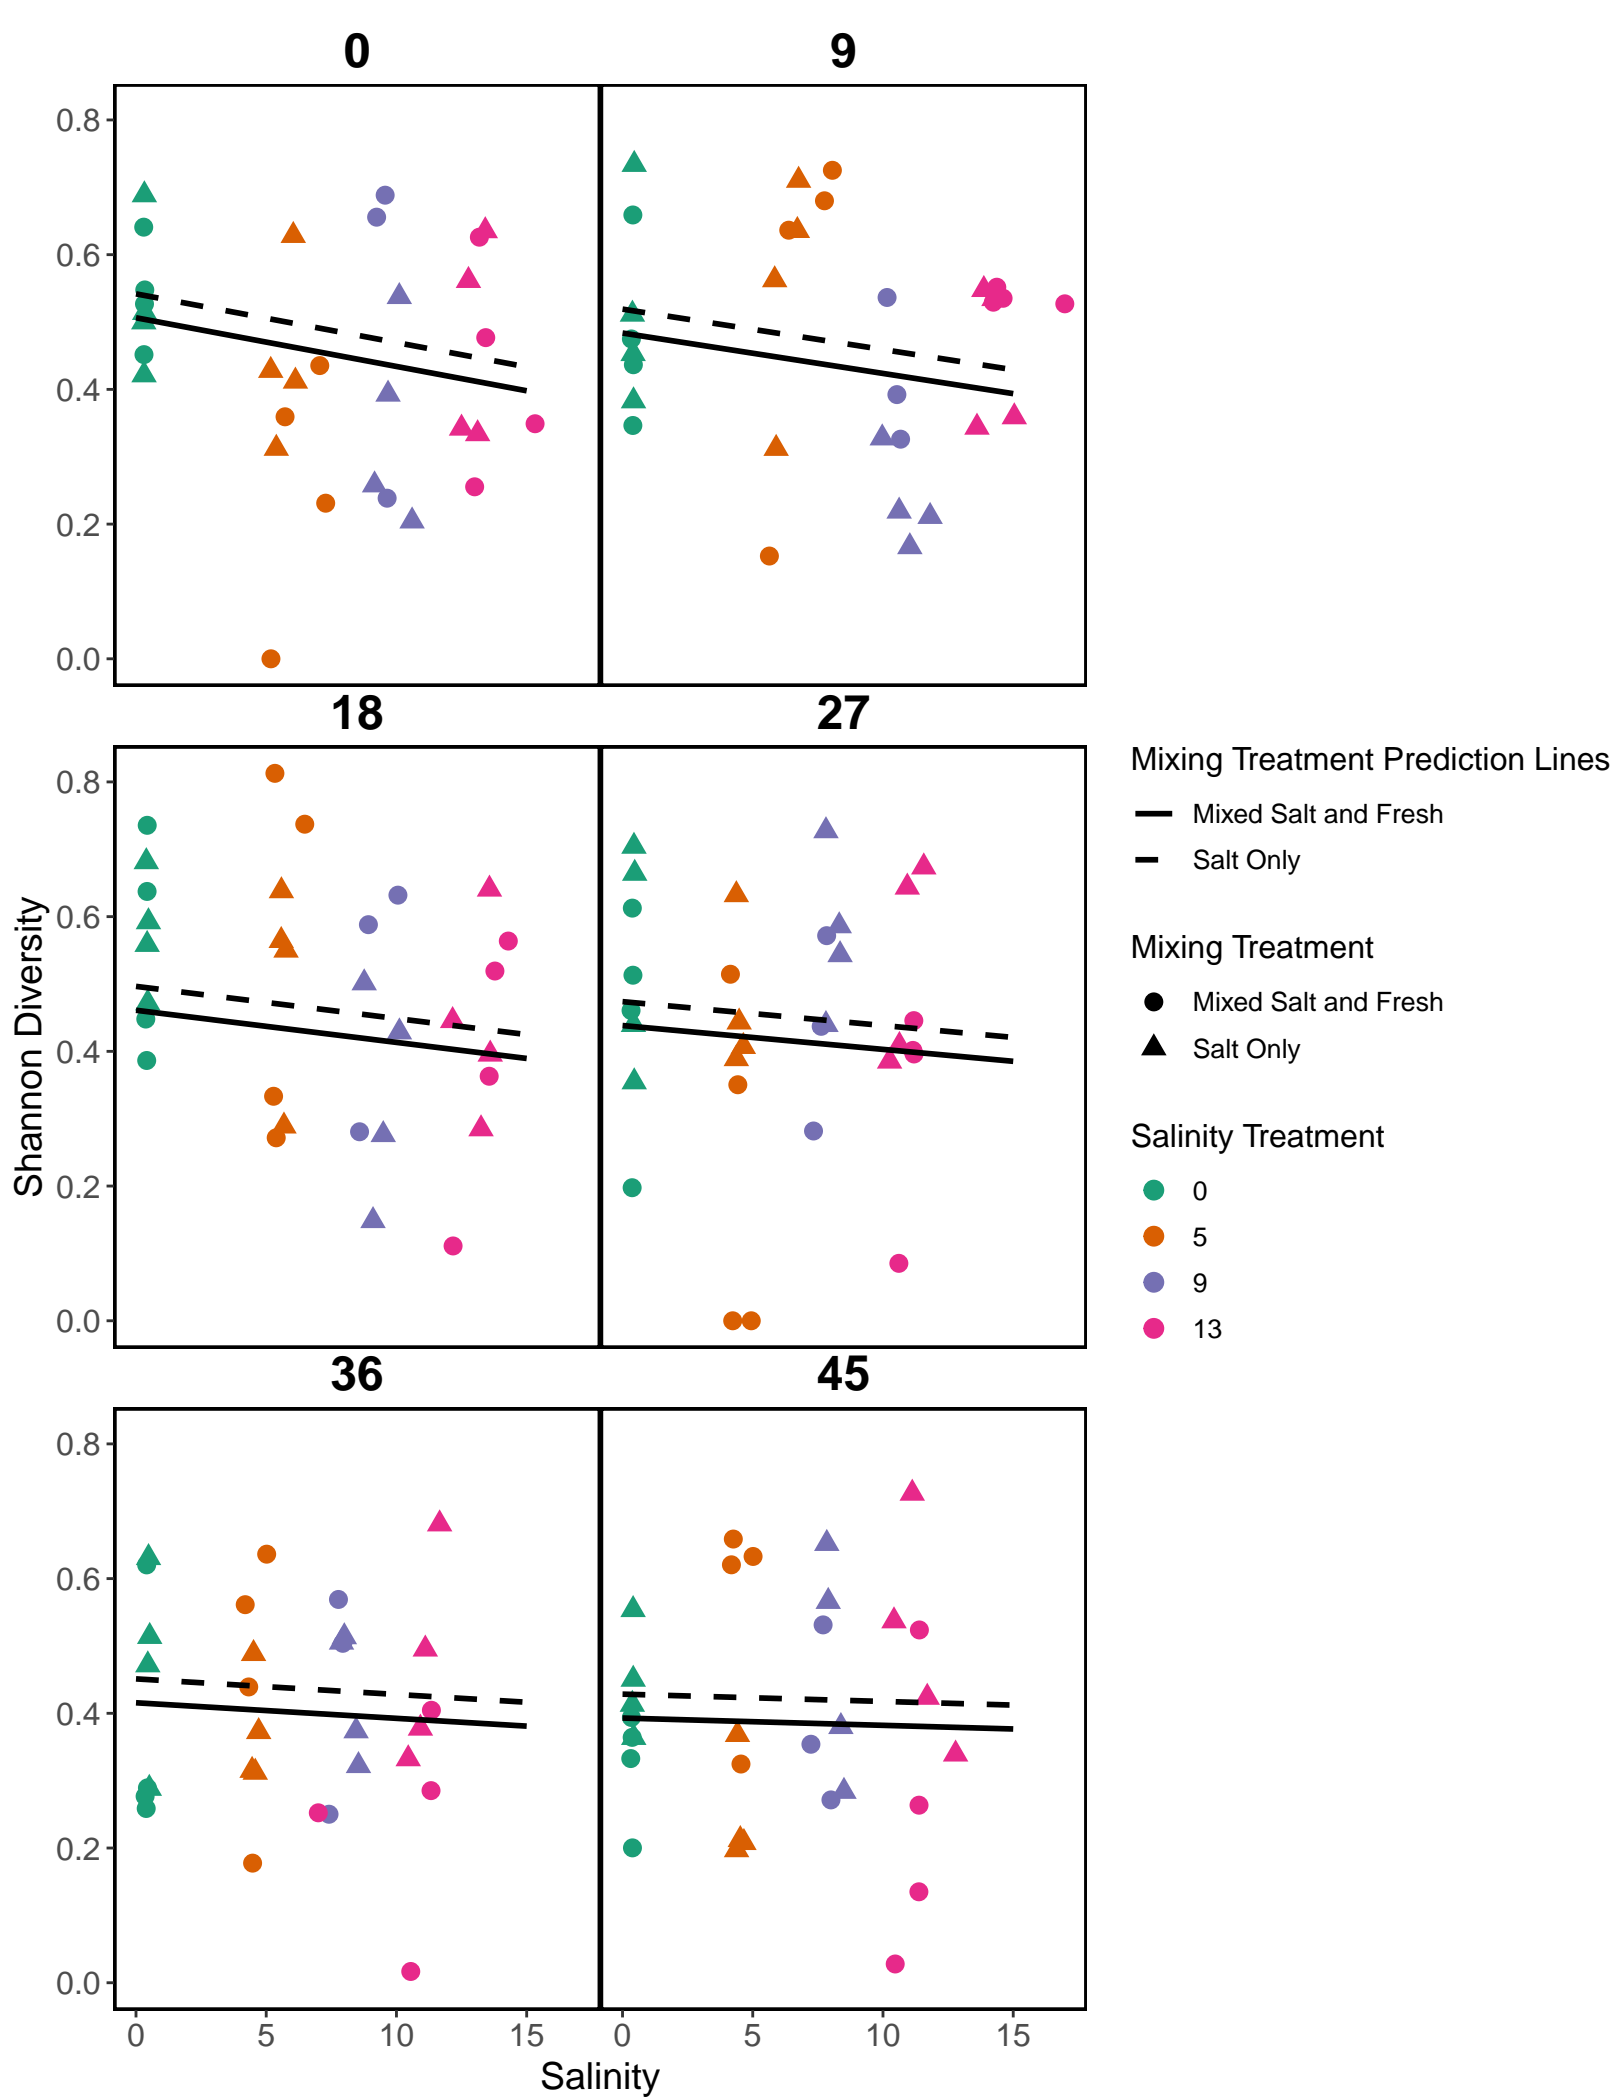 0 9
0.8
0.6
0.4
0.2
0.0
18 27
0.8
0.6
0.4
0.2
0.0
36 45
0.8
0.6
0.4
0.2
0.0
0 5 10 15 0 5 10 15
Salinity
Shannon Diversity
Mixing Treatment Prediction Lines
Mixed Salt and Fresh
Salt Only
Mixing Treatment
Mixed Salt and Fresh
Salt Only
Salinity Treatment
0
5
9
13